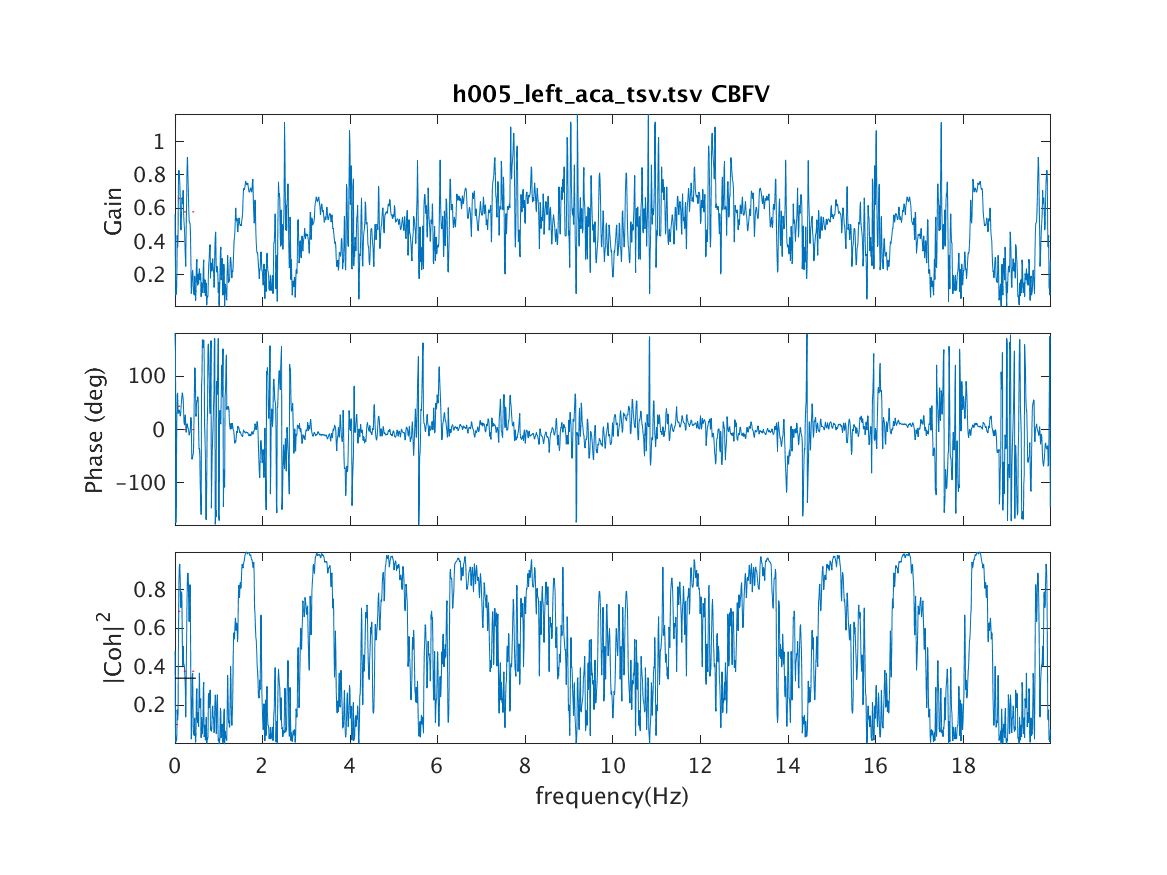 h005_left_aca_tsv.tsv CBFV
Gain
1
0.8
0.6
0.4
0.2
Phase (deg)
100
0
-100
|Coh|²
0.8
0.6
0.4
0.2
0 2 4 6 8 10 12 14 16 18
frequency(Hz)